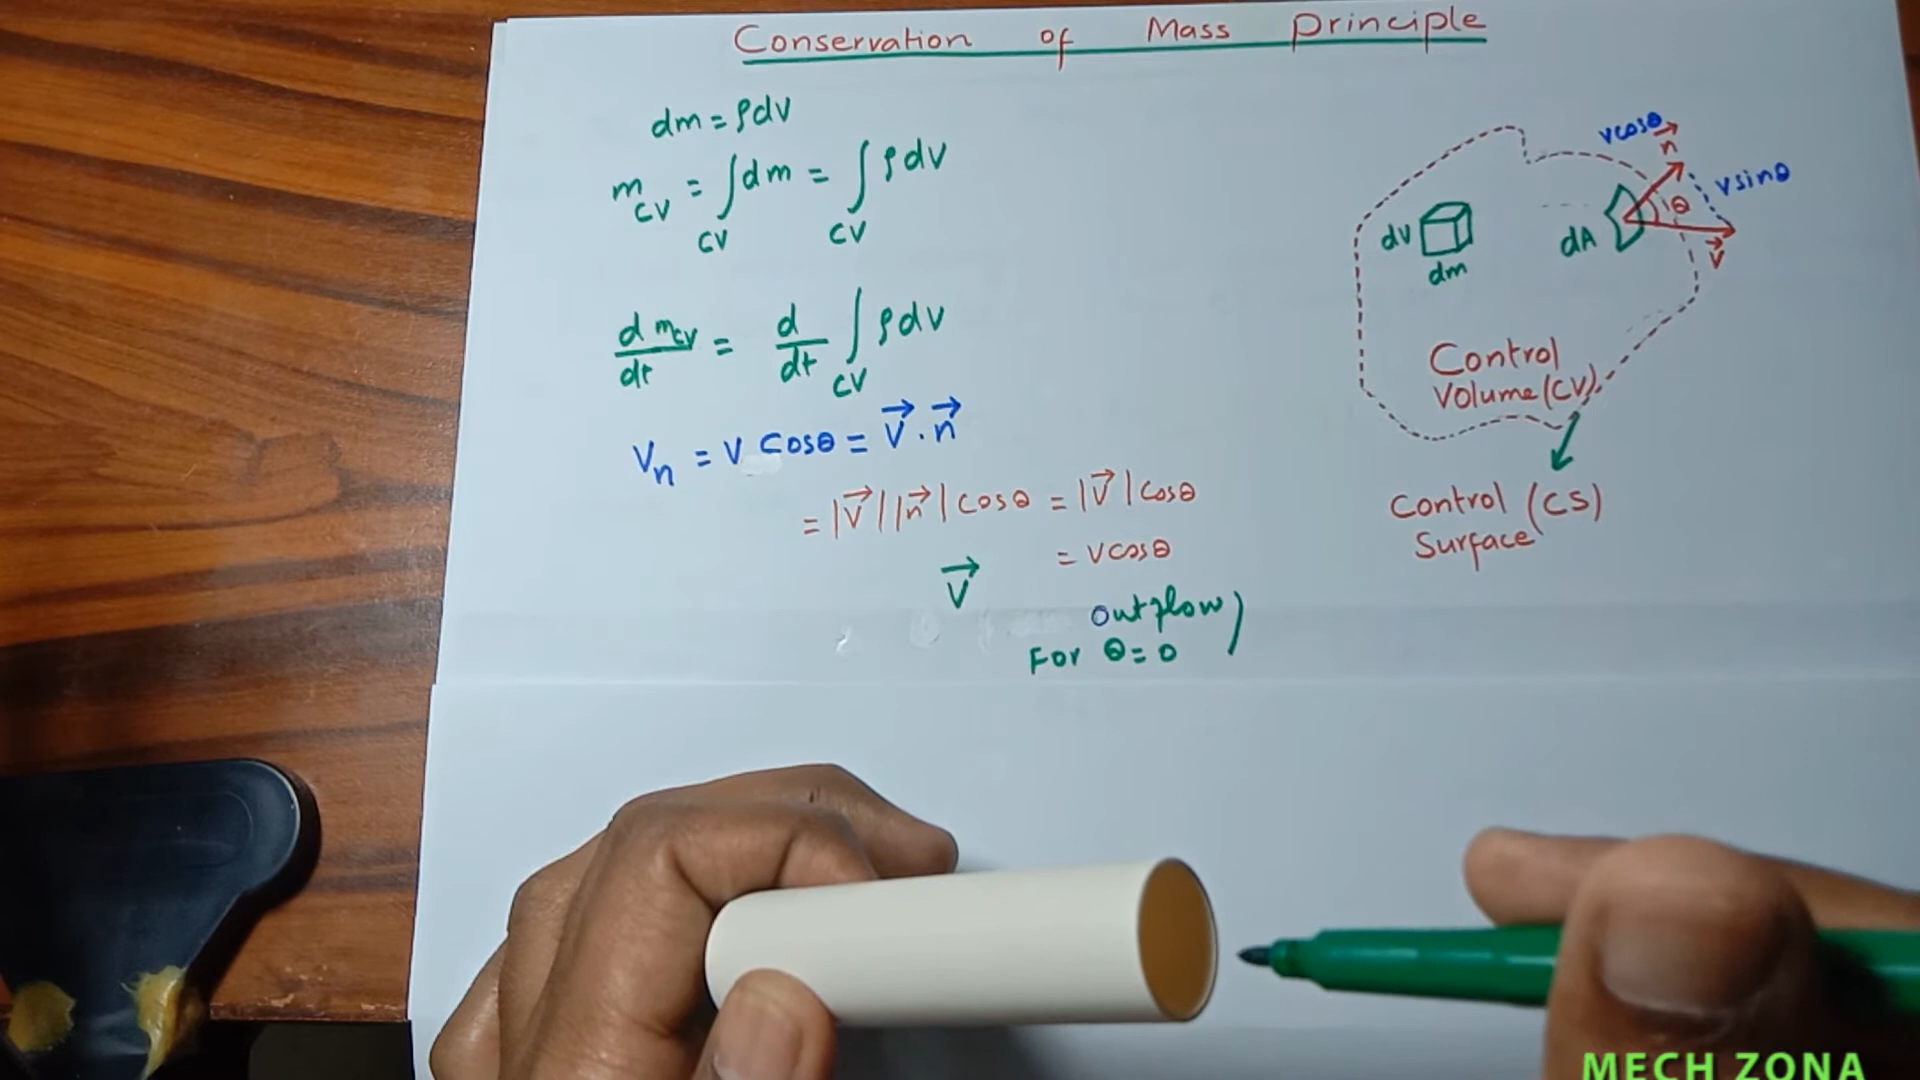 Conservation of Mass Principle
dm = ρdV
m_CV = ∫_CV dm = ∫_CV ρdV
d m_CV / dt = d/dt ∫_CV ρdV
V_n = V Cosθ = V⃗ . n⃗
= |V⃗| |n⃗| Cosθ = |V⃗| Cosθ
= VCosθ
V⃗
outflow )
For θ = 0
VCosθ
n⃗
Vsinθ
θ
V⃗
dA
dV
dm
Control
Volume (CV)
Control (CS)
Surface
MECH ZONA